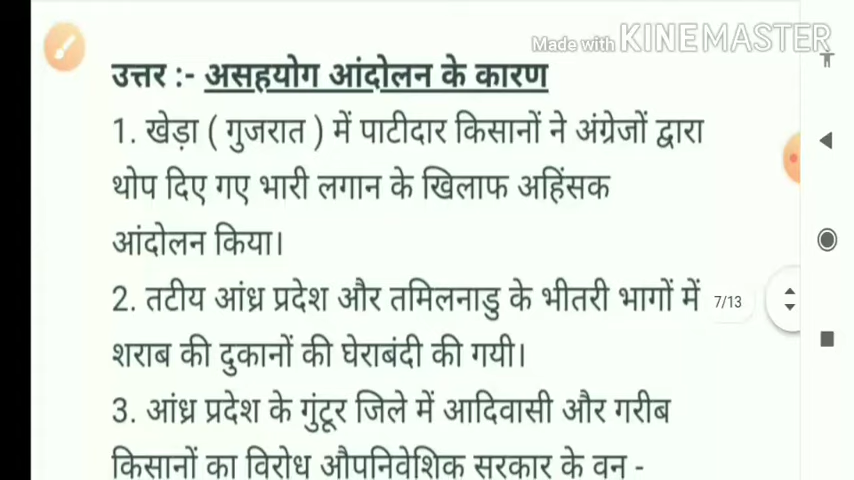 Made with KINEMASTER
उत्तर :- असहयोग आंदोलन के कारण
1. खेड़ा ( गुजरात ) में पाटीदार किसानों ने अंग्रेजों द्वारा
थोप दिए गए भारी लगान के खिलाफ अहिंसक
आंदोलन किया।
2. तटीय आंध्र प्रदेश और तमिलनाडु के भीतरी भागों में
7/13
शराब की दुकानों की घेराबंदी की गयी।
3. आंध्र प्रदेश के गुंटूर जिले में आदिवासी और गरीब
किसानों का विरोध औपनिवेशिक सरकार के वन -